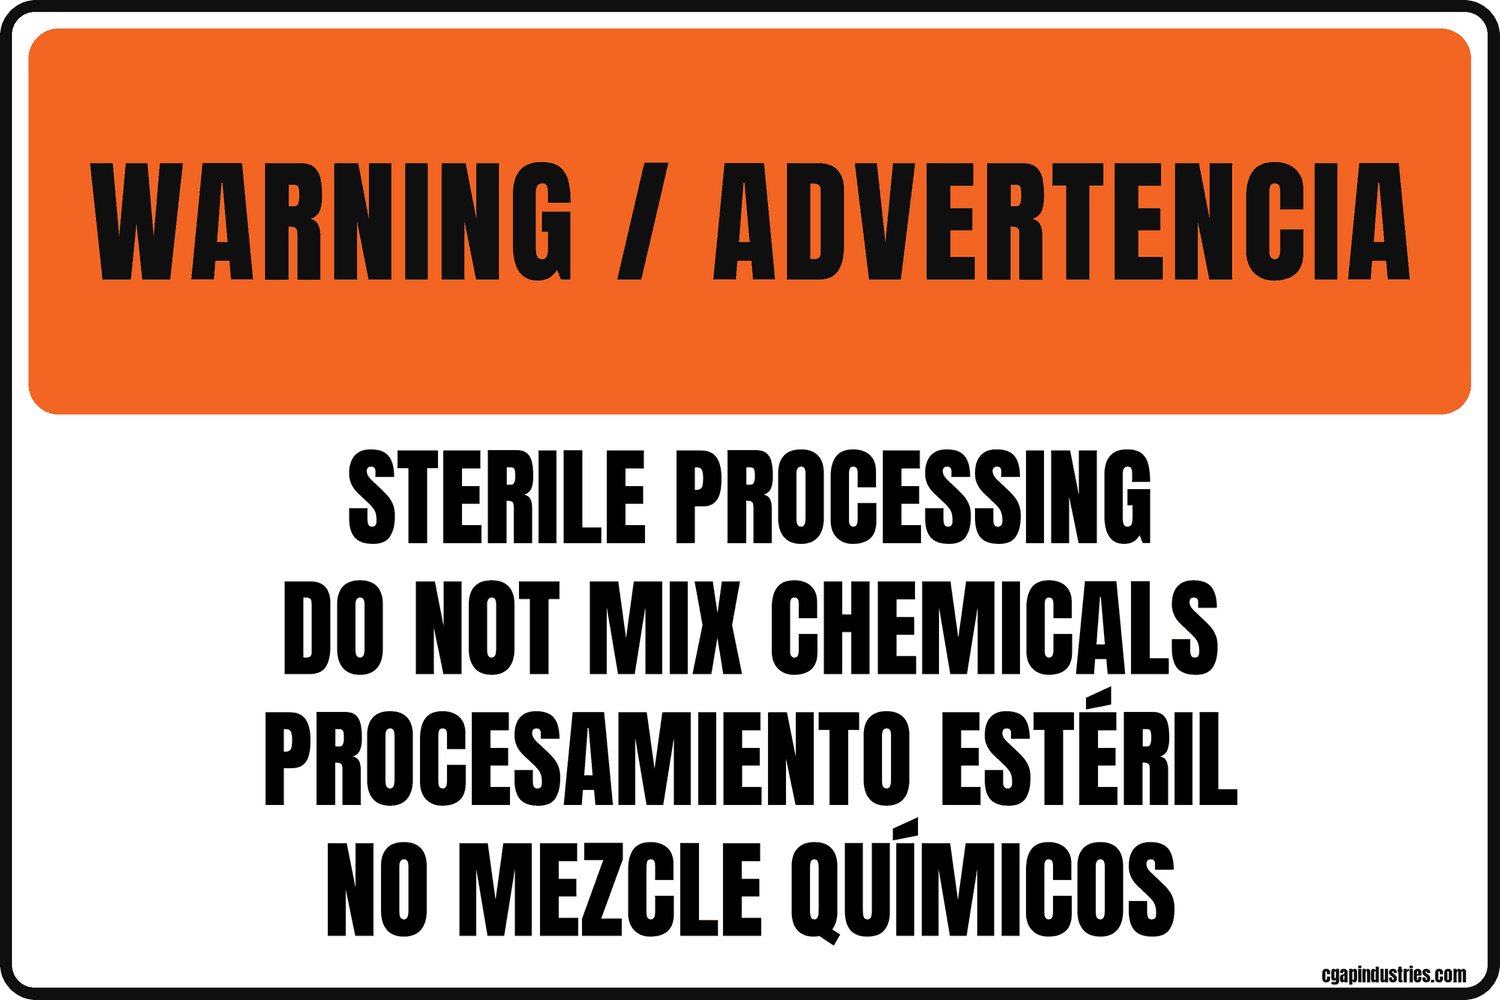 WARNING / ADVERTENCIA
STERILE PROCESSING
DO NOT MIX CHEMICALS
PROCESAMIENTO ESTÉRIL
NO MEZCLE QUÍMICOS
cgapindustries.com